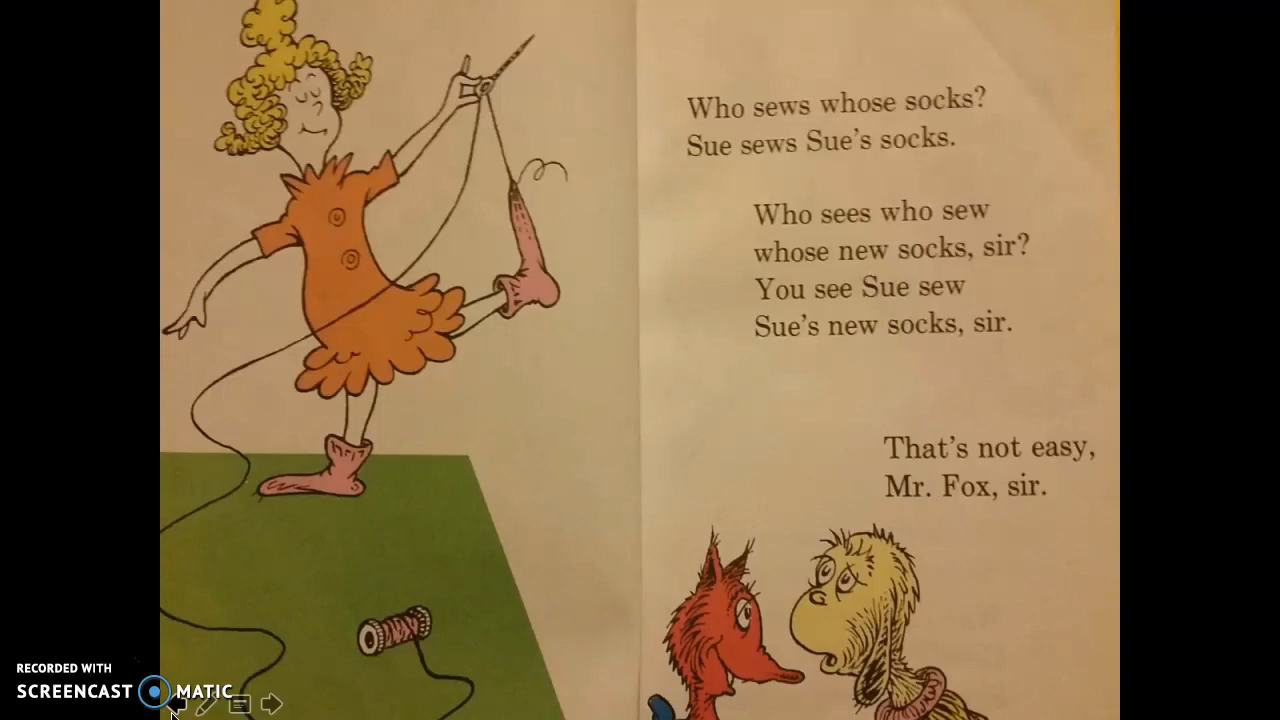 Who sews whose socks?
Sue sews Sue's socks.
Who sees who sew
whose new socks, sir?
You see Sue sew
Sue's new socks, sir.
That's not easy,
Mr. Fox, sir.
RECORDED WITH
SCREENCAST MATIC